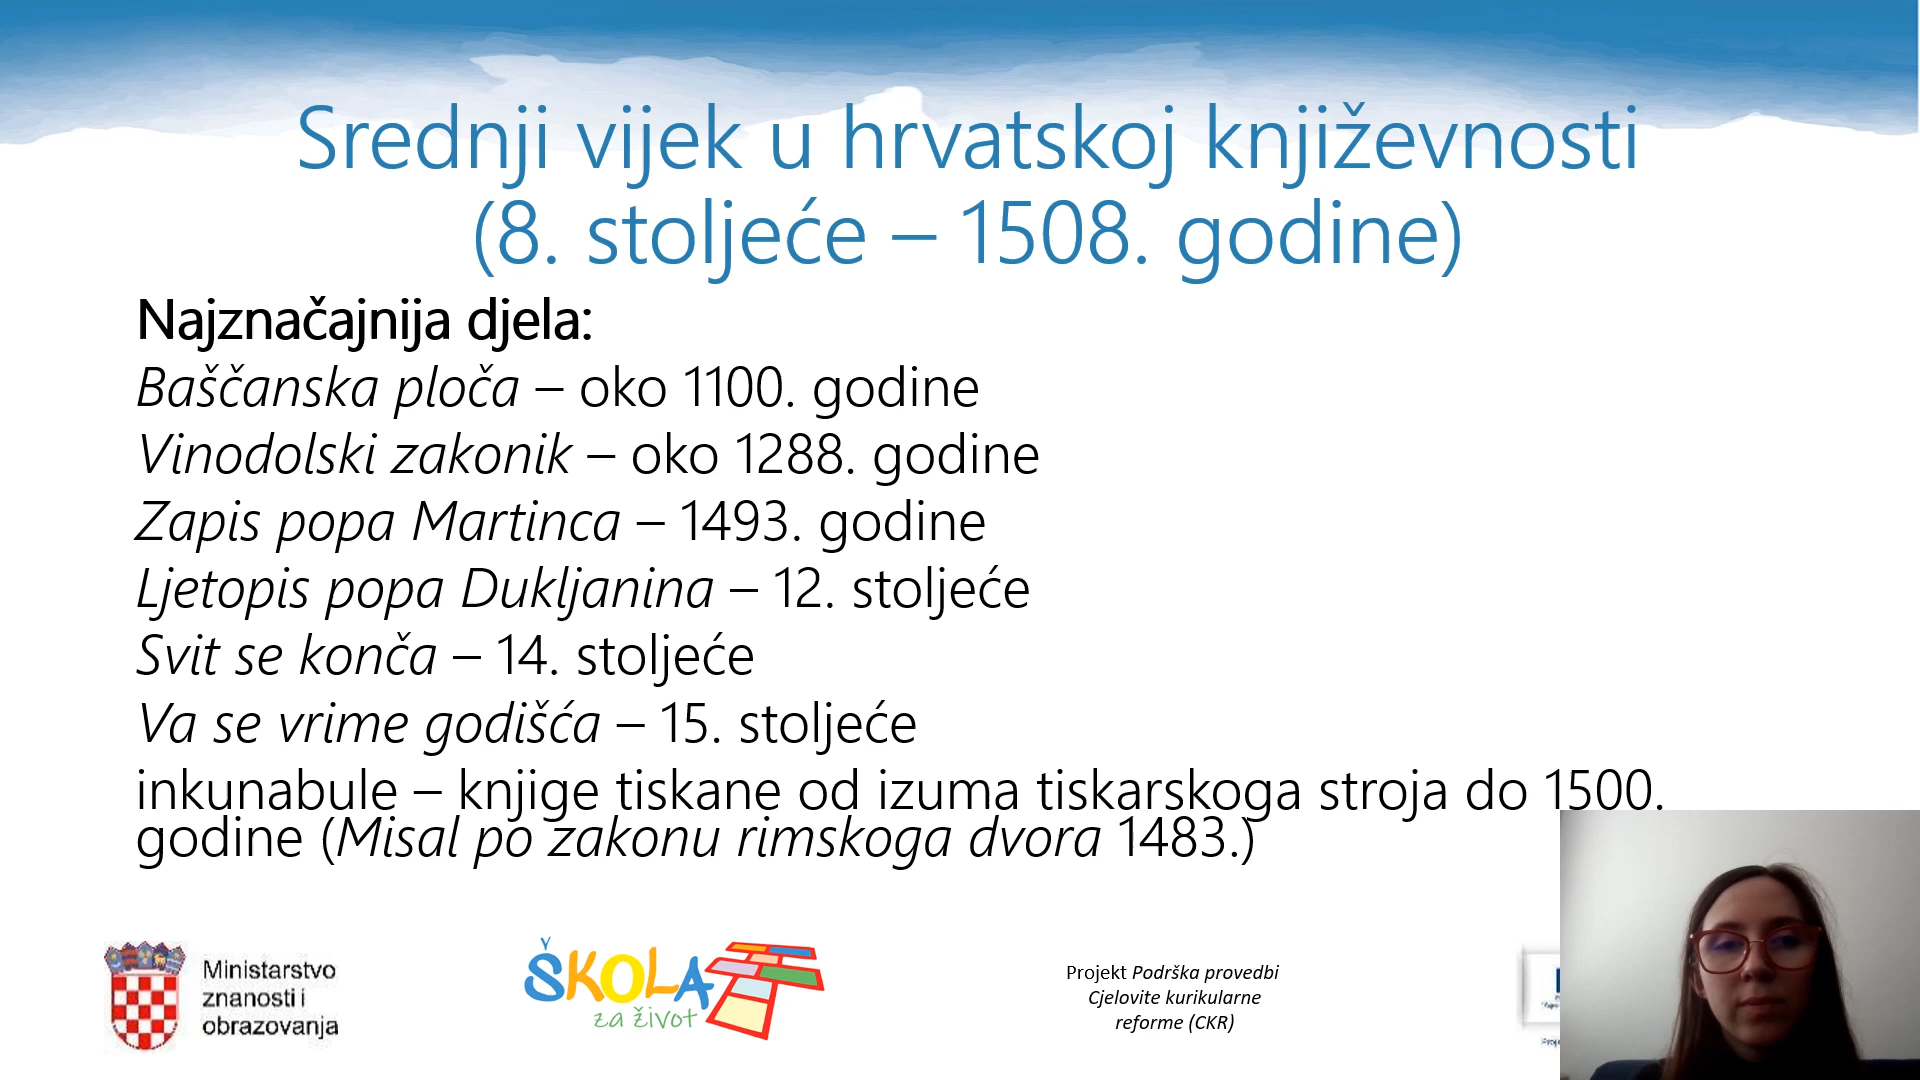 Srednji vijek u hrvatskoj književnosti
(8. stoljeće – 1508. godine)
Najznačajnija djela:
Baščanska ploča – oko 1100. godine
Vinodolski zakonik – oko 1288. godine
Zapis popa Martinca – 1493. godine
Ljetopis popa Dukljanina – 12. stoljeće
Svit se konča – 14. stoljeće
Va se vrime godišća – 15. stoljeće
inkunabule – knjige tiskane od izuma tiskarskoga stroja do 1500.
godine (Misal po zakonu rimskoga dvora 1483.)
Ministarstvo
znanosti i
obrazovanja
ŠKOLA
za život
Projekt Podrška provedbi
Cjelovite kurikularne
reforme (CKR)